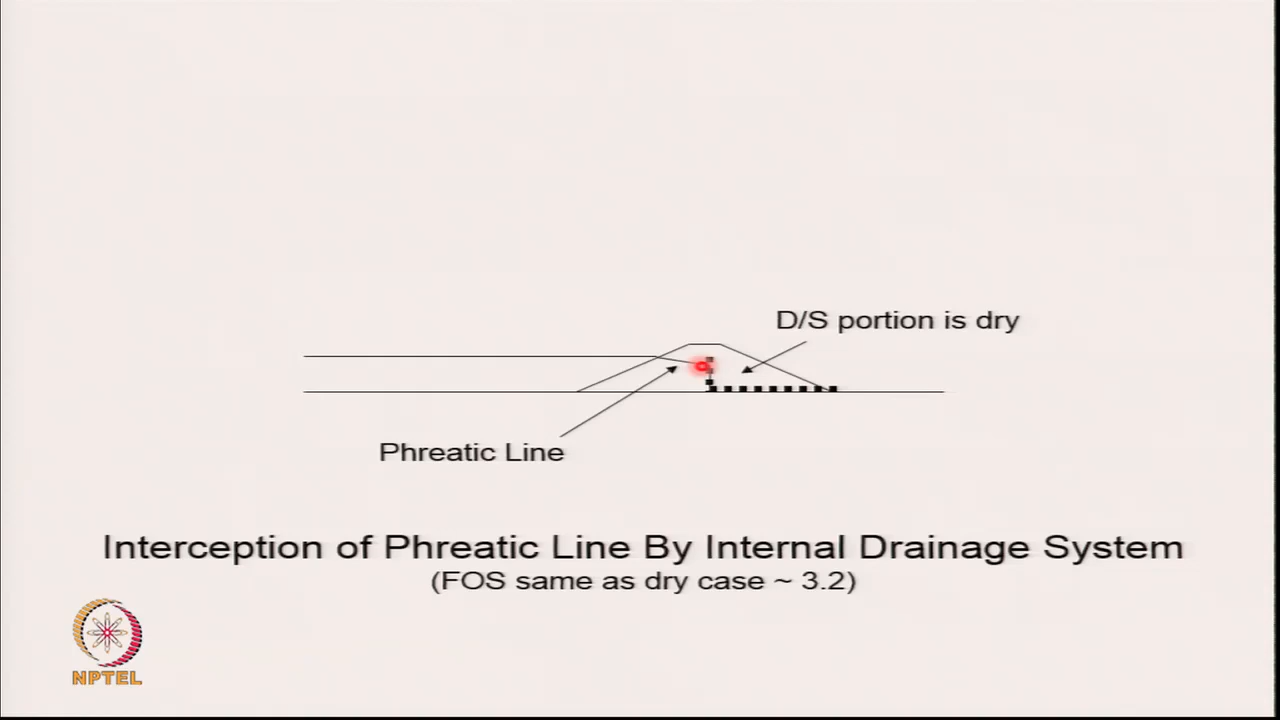 D/S portion is dry
Phreatic Line
Interception of Phreatic Line By Internal Drainage System
(FOS same as dry case ~ 3.2)
NPTEL